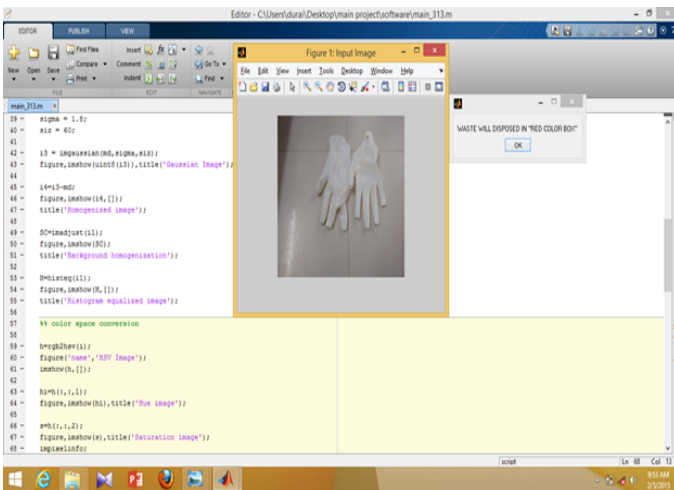 Editor - C:\Users\durai\Desktop\main project\software\main_313.m
EDITOR PUBLISH VIEW
New Open Save
Find Files
Compare
Print
Insert fx
Comment
Indent
Go To
Find
FILE EDIT NAVIGATE
main_313.m
39 - sigma = 1.8;
40 - siz = 60;
41
42 - i3 = imgaussian(md,sigma,siz);
43 - figure,imshow(uint8(i3)),title('Gaussian Image');
44
45 - i4=i3-md;
46 - figure,imshow(i4,[]);
47 - title('Homogenized image');
48
49 - SC=imadjust(i1);
50 - figure,imshow(SC);
51 - title('Background homogenization');
52
53 - H=histeq(i1);
54 - figure,imshow(H,[]);
55 - title('Histogram equalized image');
56
57 %% color space conversion
58
59 - h=rgb2hsv(i);
60 - figure('name','HSV Image');
61 - imshow(h,[]);
62
63 - hi=h(:,:,1);
64 - figure,imshow(hi),title('Hue image');
65
66 - s=h(:,:,2);
67 - figure,imshow(s),title('Saturation image');
68 - impixelinfo;
Figure 1: Input Image
File Edit View Insert Tools Desktop Window Help
WASTE WILL DISPOSED IN "RED COLOR BOX"
OK
script Ln 68 Col 13
9:53 AM
2/5/2015